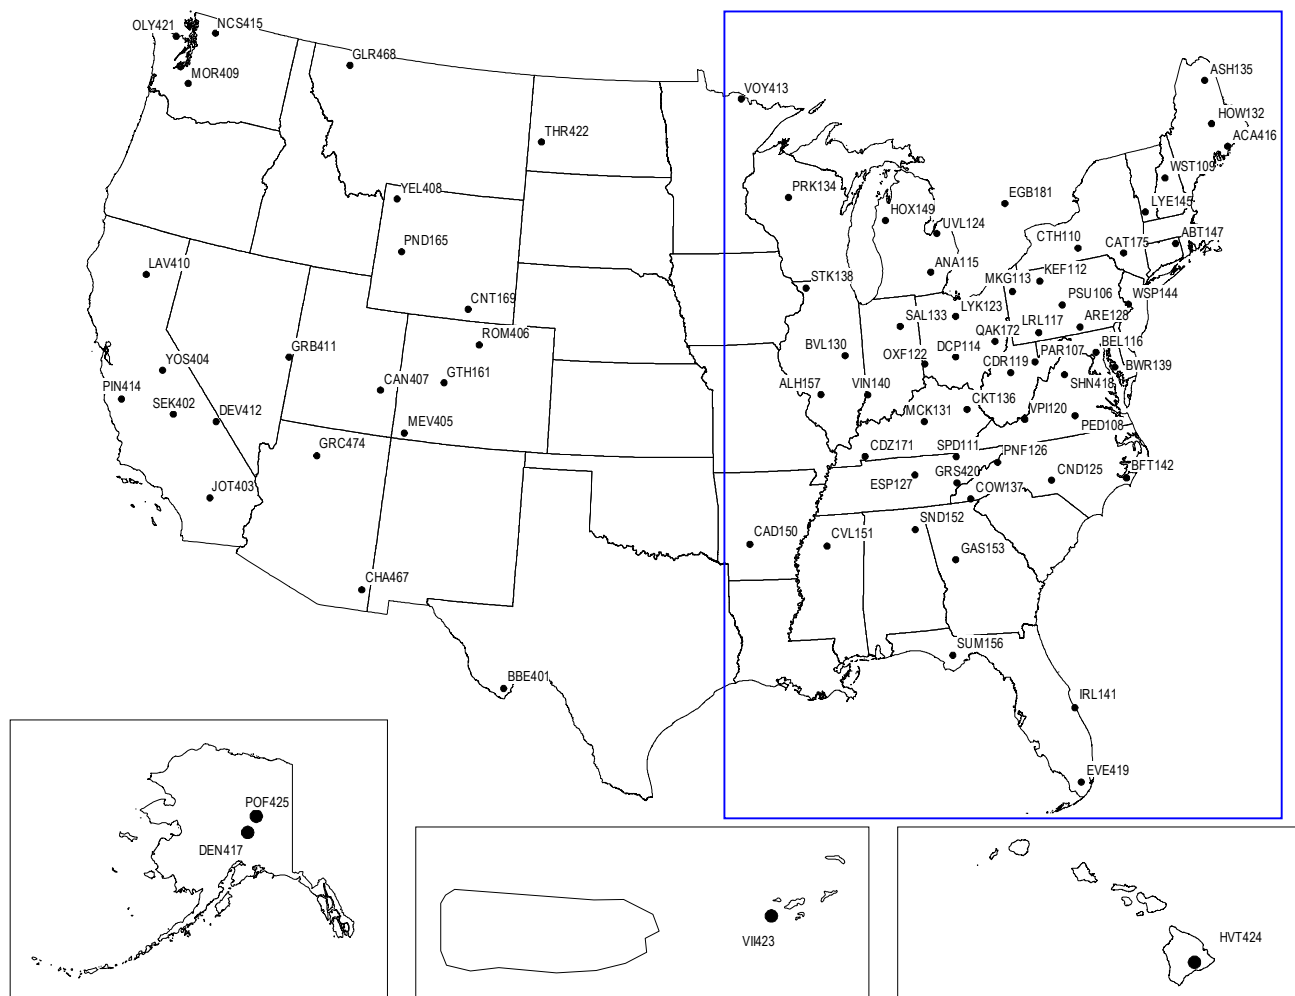 OLY421
NCS415
MOR409
GLR468
VOY413
ASH135
HOW132
ACA416
THR422
WST109
YEL408
PRK134
HOX149
EGB181
LYE145
UVL124
PND165
CTH110
CAT175
ABT147
LAV410
STK138
ANA115
MKG113
KEF112
CNT169
LYK123
PSU106
WSP144
SAL133
ARE128
ROM406
LRL117
QAK172
GRB411
BVL130
OXF122
DCP114
CDR119
PAR107
BEL116
YOS404
GTH161
BWR139
SHN418
PIN414
CAN407
ALH157
VIN140
CKT136
SEK402
DEV412
MEV405
MCK131
VPI120
PED108
GRC474
CDZ171
SPD111
PNF126
BFT142
JOT403
ESP127
GRS420
COW137
CND125
CAD150
CVL151
SND152
GAS153
CHA467
SUM156
BBE401
IRL141
EVE419
POF425
DEN417
VII423
HVT424